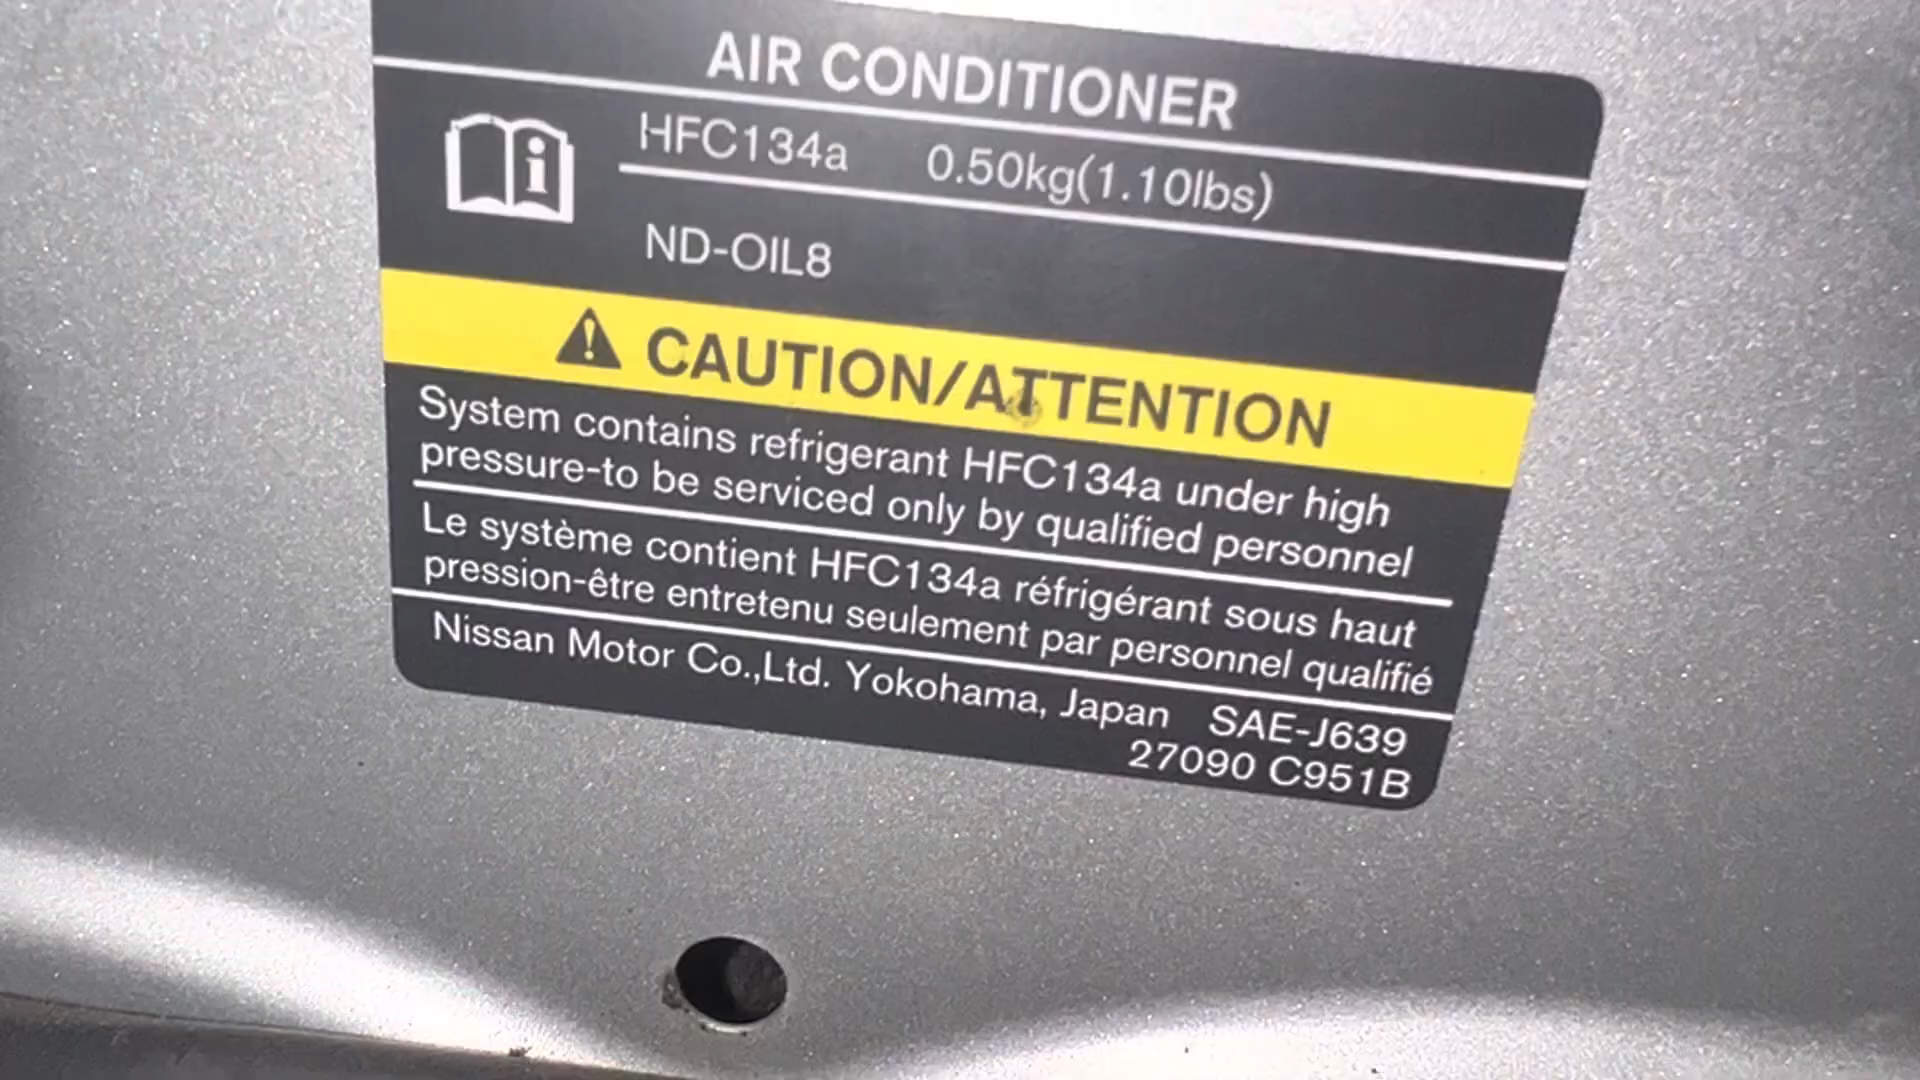 AIR CONDITIONER
HFC134a 0.50kg(1.10lbs)
ND-OIL8
CAUTION/ATTENTION
System contains refrigerant HFC134a under high
pressure-to be serviced only by qualified personnel
Le système contient HFC134a réfrigérant sous haut
pression-être entretenu seulement par personnel qualifié
Nissan Motor Co.,Ltd. Yokohama, Japan SAE-J639
27090 C951B